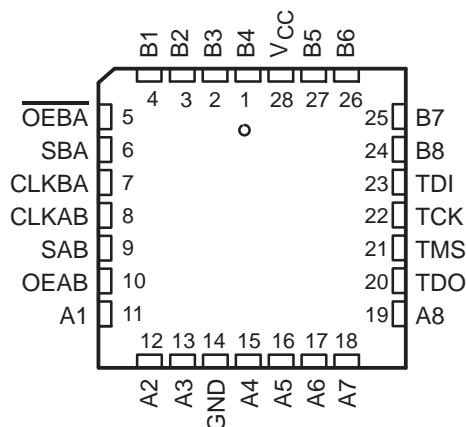 B1 B2 B3 B4 VCC B5 B6
4 3 2 1 28 27 26
OEBA 5 25 B7
SBA 6 24 B8
CLKBA 7 23 TDI
CLKAB 8 22 TCK
SAB 9 21 TMS
OEAB 10 20 TDO
A1 11 19 A8
12 13 14 15 16 17 18
A2 A3 GND A4 A5 A6 A7